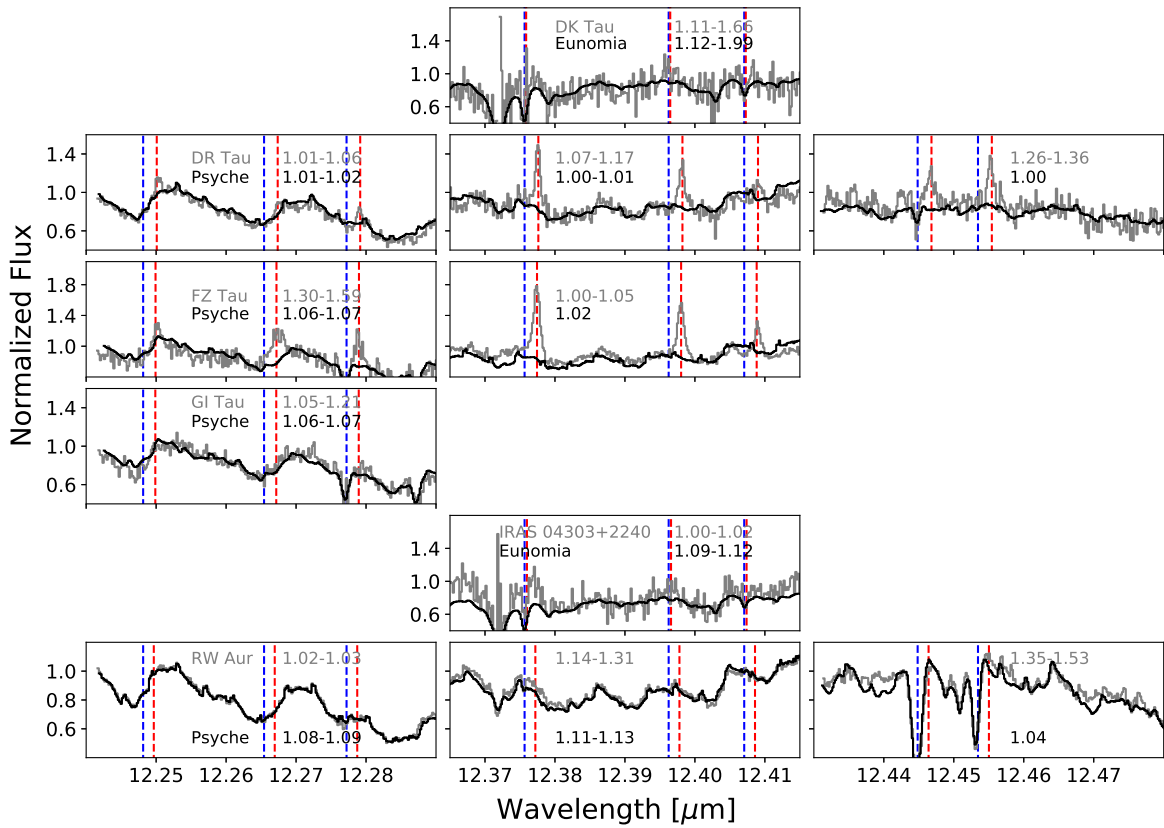 DK Tau 1.11-1.66
Eunomia 1.12-1.99
1.4
1.0
0.6
DR Tau 1.01-1.06
Psyche 1.01-1.02
1.07-1.17
1.00-1.01
1.26-1.36
1.00
1.4
1.0
0.6
FZ Tau 1.30-1.59
Psyche 1.06-1.07
1.00-1.05
1.02
1.8
1.4
1.0
GI Tau 1.05-1.21
Psyche 1.06-1.07
1.4
1.0
0.6
IRAS 04303+2240 1.00-1.02
Eunomia 1.09-1.12
1.4
1.0
0.6
RW Aur 1.02-1.03
Psyche 1.08-1.09
1.14-1.31
1.11-1.13
1.35-1.53
1.04
1.0
0.8
0.6
12.25 12.26 12.27 12.28
12.37 12.38 12.39 12.40 12.41
12.44 12.45 12.46 12.47
Normalized Flux
Wavelength [μm]